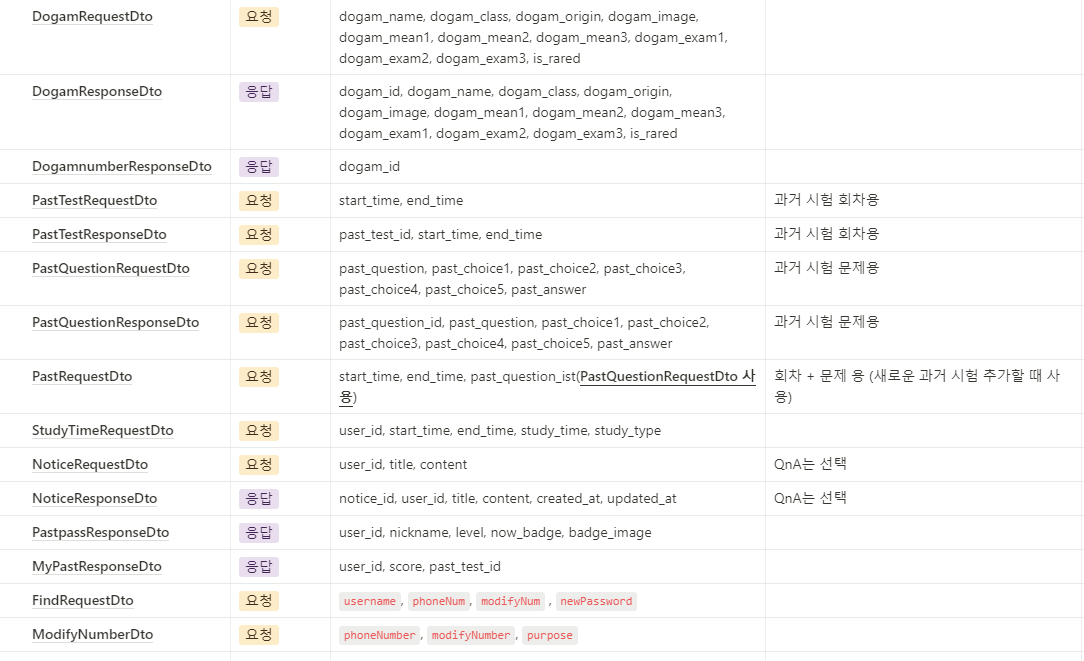 DogamRequestDto
요청
dogam_name, dogam_class, dogam_origin, dogam_image,
dogam_mean1, dogam_mean2, dogam_mean3, dogam_exam1,
dogam_exam2, dogam_exam3, is_rared
DogamResponseDto
응답
dogam_id, dogam_name, dogam_class, dogam_origin,
dogam_image, dogam_mean1, dogam_mean2, dogam_mean3,
dogam_exam1, dogam_exam2, dogam_exam3, is_rared
DogamnumberResponseDto
응답
dogam_id
PastTestRequestDto
요청
start_time, end_time
과거 시험 회차용
PastTestResponseDto
요청
past_test_id, start_time, end_time
과거 시험 회차용
PastQuestionRequestDto
요청
past_question, past_choice1, past_choice2, past_choice3,
past_choice4, past_choice5, past_answer
과거 시험 문제용
PastQuestionResponseDto
요청
past_question_id, past_question, past_choice1, past_choice2,
past_choice3, past_choice4, past_choice5, past_answer
과거 시험 문제용
PastRequestDto
요청
start_time, end_time, past_question_ist(PastQuestionRequestDto 사
용)
회차 + 문제 용 (새로운 과거 시험 추가할 때 사
용)
StudyTimeRequestDto
요청
user_id, start_time, end_time, study_time, study_type
NoticeRequestDto
요청
user_id, title, content
QnA는 선택
NoticeResponseDto
응답
notice_id, user_id, title, content, created_at, updated_at
QnA는 선택
PastpassResponseDto
응답
user_id, nickname, level, now_badge, badge_image
MyPastResponseDto
응답
user_id, score, past_test_id
FindRequestDto
요청
username , phoneNum , modifyNum , newPassword
ModifyNumberDto
요청
phoneNumber , modifyNumber , purpose